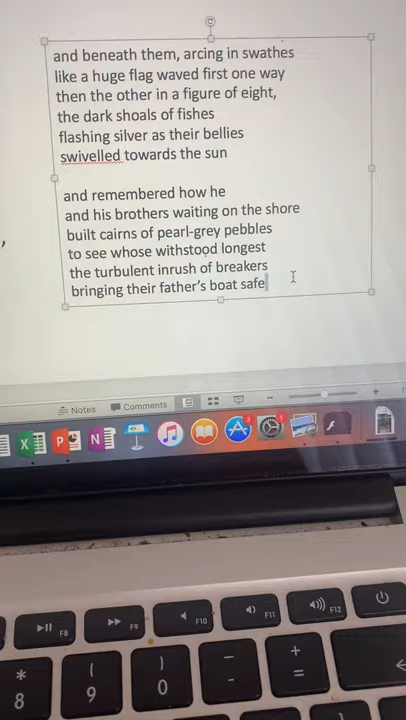 and beneath them, arcing in swathes
like a huge flag waved first one way
then the other in a figure of eight,
the dark shoals of fishes
flashing silver as their bellies
swivelled towards the sun
and remembered how he
and his brothers waiting on the shore
built cairns of pearl-grey pebbles
to see whose withstood longest
the turbulent inrush of breakers
bringing their father's boat safe
,
Notes Comments
X P N 3 1
F8 F9 F10 F11 F12
* ( ) - +
8 9 0 - =